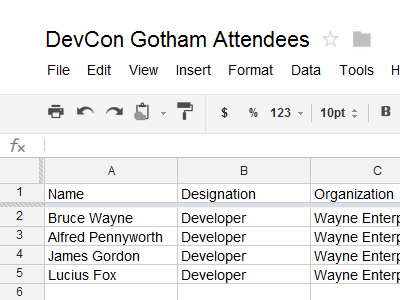 DevCon Gotham Attendees
File Edit View Insert Format Data Tools H
$ % 123 10pt B
fx
A B C
1 Name Designation Organization
2 Bruce Wayne Developer Wayne Enterp
3 Alfred Pennyworth Developer Wayne Enterp
4 James Gordon Developer Wayne Enterp
5 Lucius Fox Developer Wayne Enterp
6